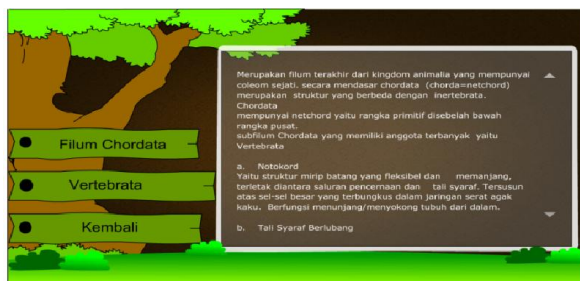 Filum Chordata
Vertebrata
Kembali
Merupakan filum terakhir dari kingdom animalia yang mempunyai
coleom sejati. secara mendasar chordata (chorda=netchord)
merupakan struktur yang berbeda dengan inertebrata.
Chordata
mempunyai netchord yaitu rangka primitif disebelah bawah
rangka pusat.
subfilum Chordata yang memiliki anggota terbanyak yaitu
Vertebrata
a. Notokord
Yaitu struktur mirip batang yang fleksibel dan memanjang,
terletak diantara saluran pencernaan dan tali syaraf. Tersusun
atas sel-sel besar yang terbungkus dalam jaringan serat agak
kaku. Berfungsi menunjang/menyokong tubuh dari dalam.
b. Tali Syaraf Berlubang